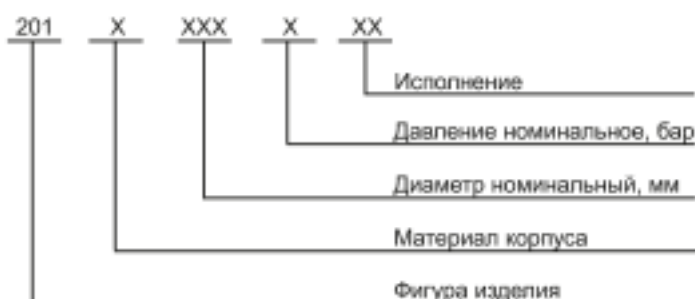 201 X XXX X XX
Исполнение
Давление номинальное, бар
Диаметр номинальный, мм
Материал корпуса
Фигура изделия